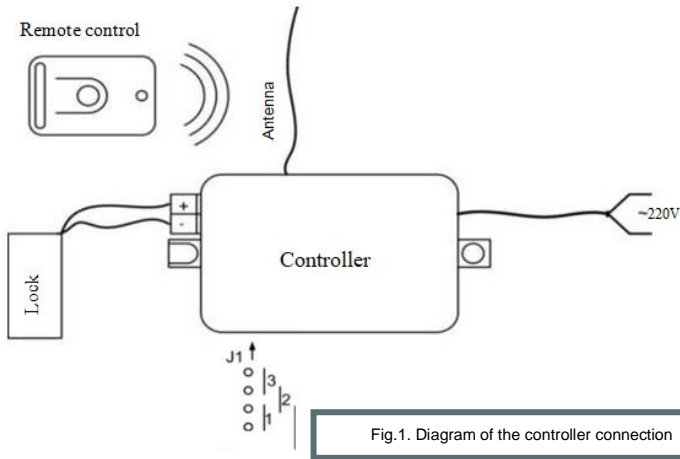 Remote control
Antenna
+
-
~220V
Controller
Lock
J1
3
2
1
Fig.1. Diagram of the controller connection